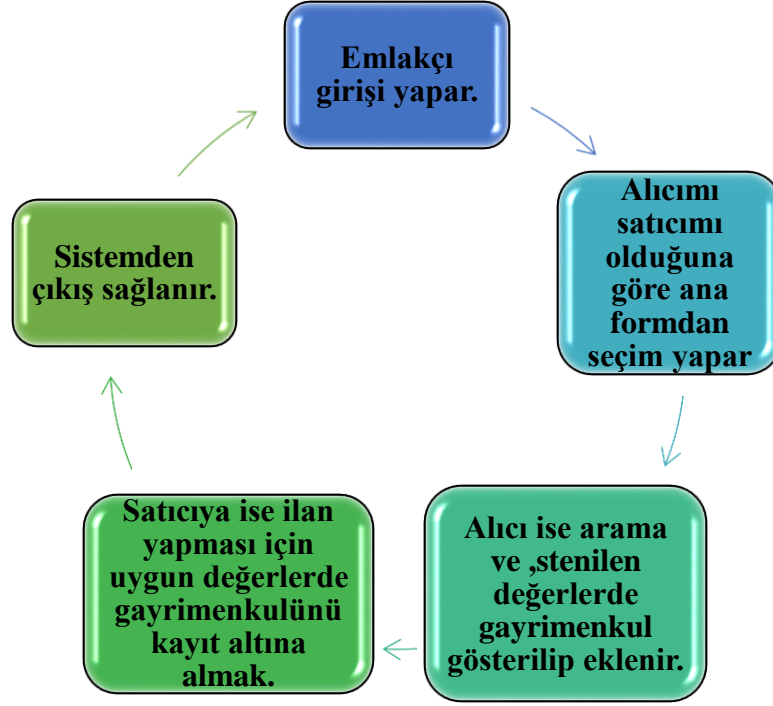 Emlakçı
girişi yapar.
Alıcımı
satıcımı
olduğuna
göre ana
formdan
seçim yapar
Alıcı ise arama
ve ,stenilen
değerlerde
gayrimenkul
gösterilip eklenir.
Satıcıya ise ilan
yapması için
uygun değerlerde
gayrimenkulünü
kayıt altına
almak.
Sistemden
çıkış sağlanır.